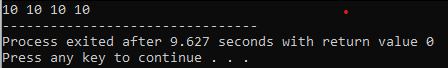 10 10 10 10
--------------------------------
Process exited after 9.627 seconds with return value 0
Press any key to continue . . .